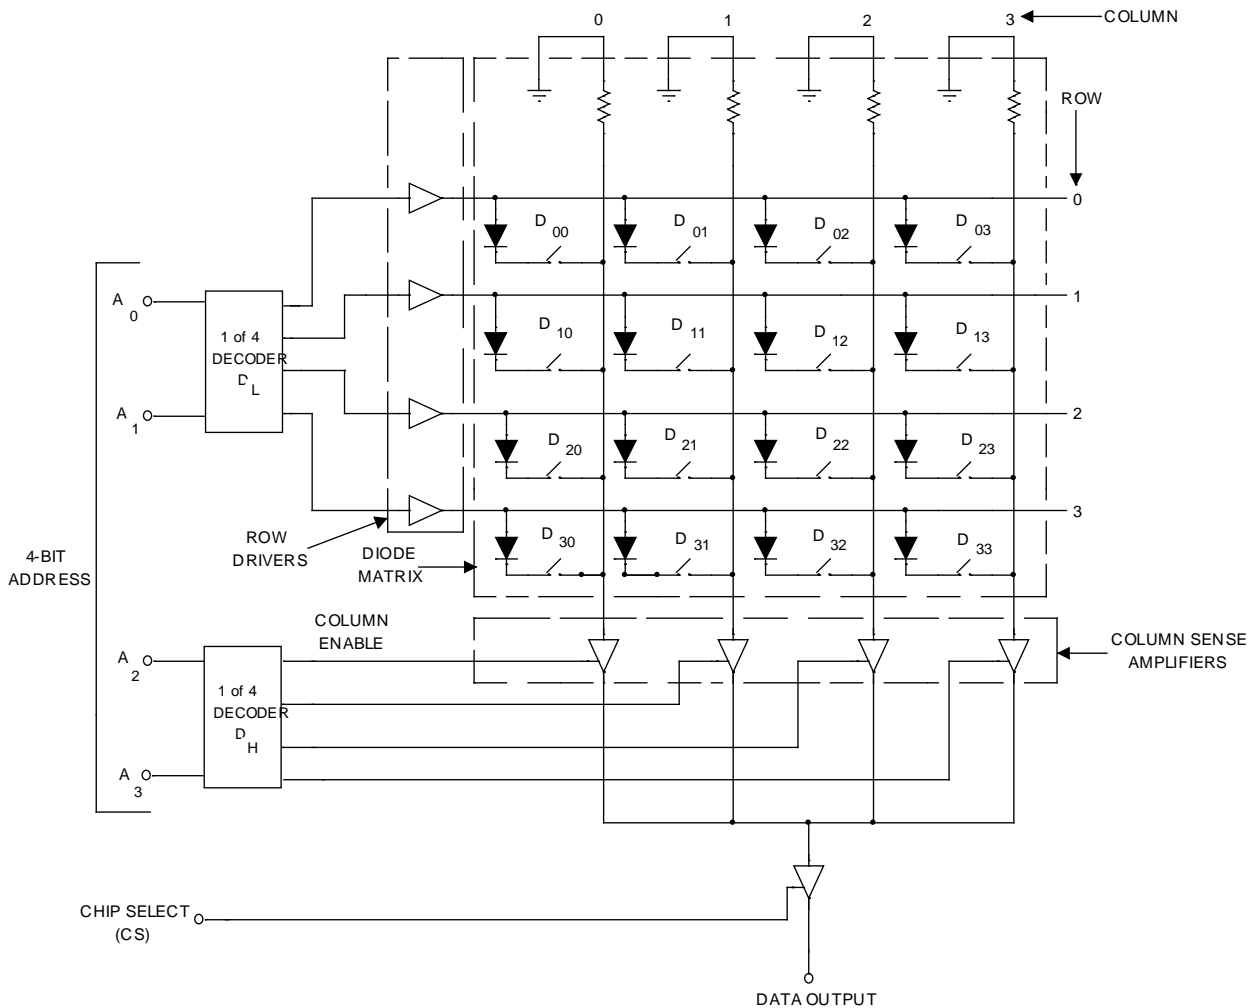 0 1 2 3 COLUMN
ROW
0
D 00 D 01 D 02 D 03
A 0
1
1 of 4
DECODER
D L
D 10 D 11 D 12 D 13
A 1
2
D 20 D 21 D 22 D 23
3
ROW
DRIVERS
DIODE
MATRIX
D 30 D 31 D 32 D 33
4-BIT
ADDRESS
COLUMN
ENABLE
COLUMN SENSE
AMPLIFIERS
A 2
1 of 4
DECODER
D H
A 3
CHIP SELECT
(CS)
DATA OUTPUT